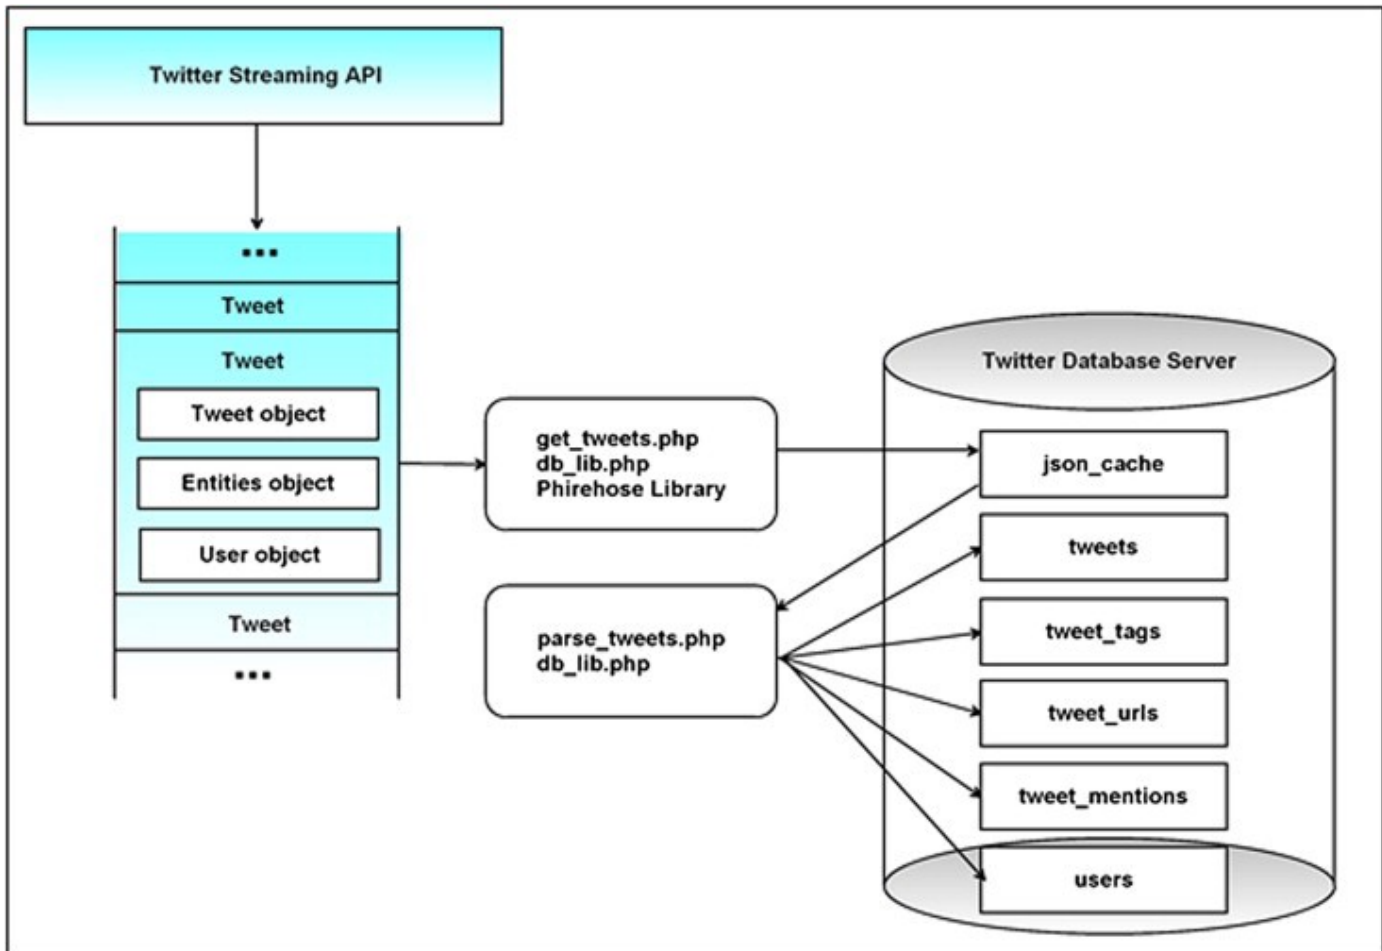 Twitter Streaming API
...
Tweet
Tweet
Tweet object
Entities object
User object
Tweet
...
get_tweets.php
db_lib.php
Phirehose Library
parse_tweets.php
db_lib.php
Twitter Database Server
json_cache
tweets
tweet_tags
tweet_urls
tweet_mentions
users